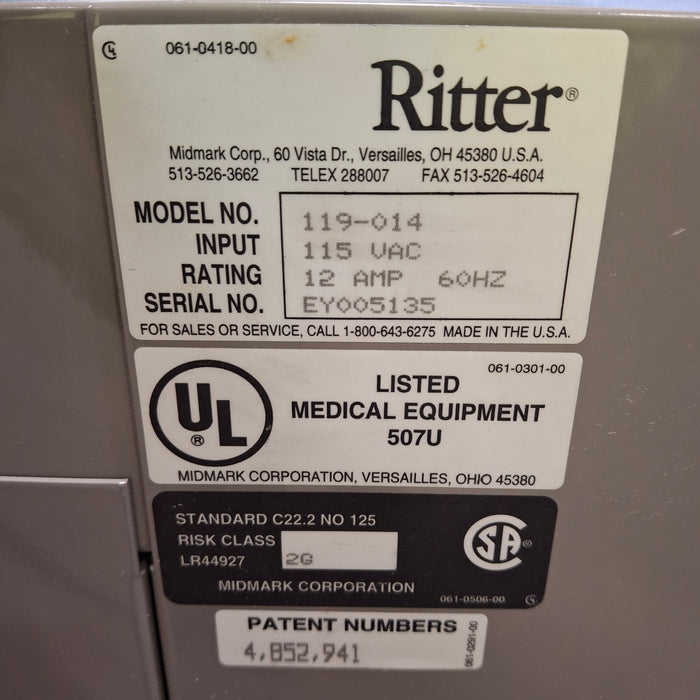 061-0418-00
Ritter®
Midmark Corp., 60 Vista Dr., Versailles, OH 45380 U.S.A.
513-526-3662 TELEX 288007 FAX 513-526-4604
MODEL NO. 119-014
INPUT 115 VAC
RATING 12 AMP 60HZ
SERIAL NO. EY005135
FOR SALES OR SERVICE, CALL 1-800-643-6275 MADE IN THE U.S.A.
061-0301-00
UL®
LISTED
MEDICAL EQUIPMENT
507U
MIDMARK CORPORATION, VERSAILLES, OHIO 45380
STANDARD C22.2 NO 125
RISK CLASS
LR44927 2G
SA®
MIDMARK CORPORATION
061-0506-00
PATENT NUMBERS
4,852,941
061-0291-00